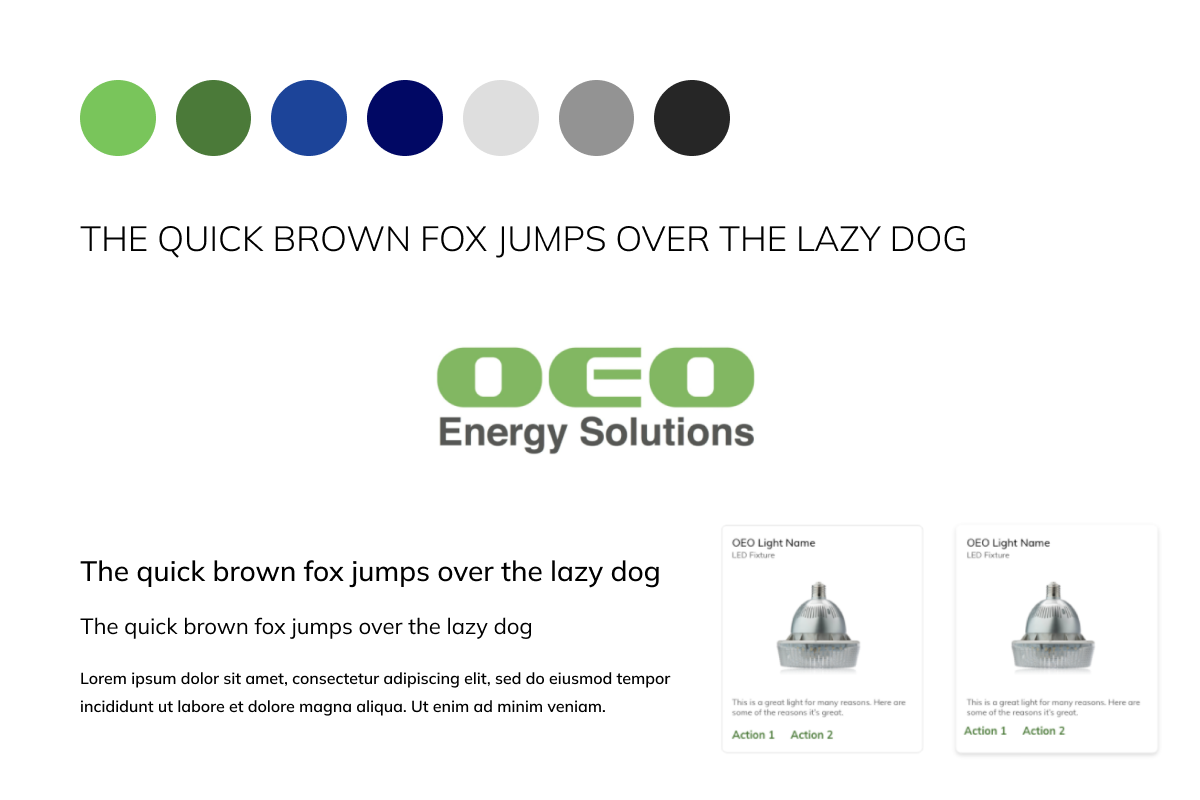 THE QUICK BROWN FOX JUMPS OVER THE LAZY DOG
OEO
Energy Solutions
The quick brown fox jumps over the lazy dog
The quick brown fox jumps over the lazy dog
Lorem ipsum dolor sit amet, consectetur adipiscing elit, sed do eiusmod tempor
incididunt ut labore et dolore magna aliqua. Ut enim ad minim veniam.
OEO Light Name
LED Fixture
This is a great light for many reasons. Here are
some of the reasons it's great.
Action 1 Action 2
OEO Light Name
LED Fixture
This is a great light for many reasons. Here are
some of the reasons it's great.
Action 1 Action 2